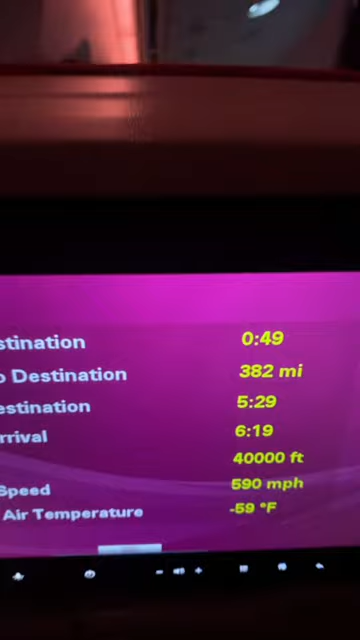 stination 0:49
o Destination 382 mi
estination 5:29
rrival 6:19
40000 ft
Speed 590 mph
Air Temperature -59 °F